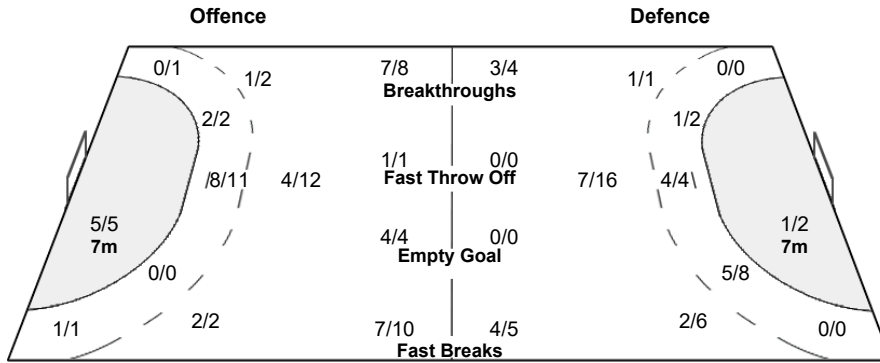 Offence Defence
0/1 7/8 3/4 0/0
1/2 1/1
Breakthroughs
2/2 1/2
1/1 0/0
8/11 4/12 Fast Throw Off 7/16 4/4
5/5 1/2
7m 7m
4/4 0/0
Empty Goal
0/0 5/8
2/2 2/6
1/1 7/10 4/5 0/0
Fast Breaks